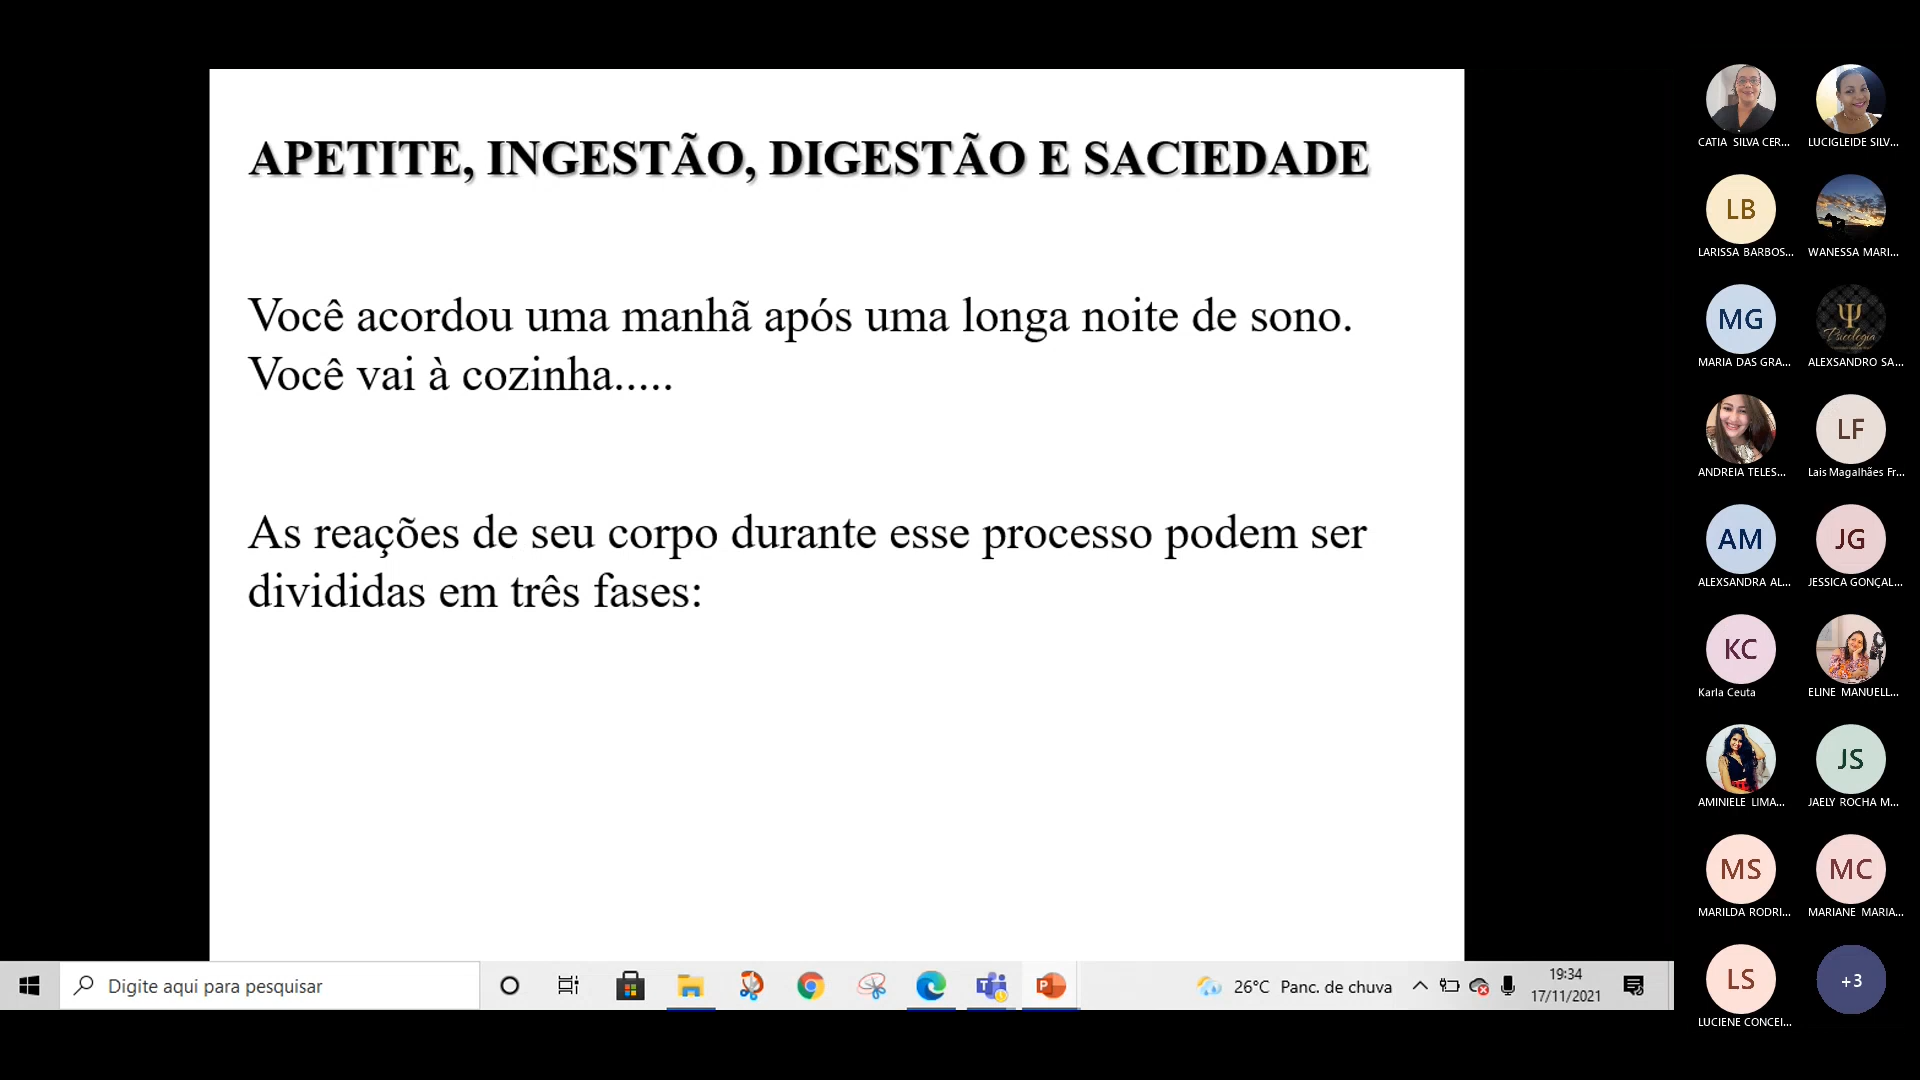 APETITE, INGESTÃO, DIGESTÃO E SACIEDADE
Você acordou uma manhã após uma longa noite de sono.
Você vai à cozinha.....
As reações de seu corpo durante esse processo podem ser
divididas em três fases:
CATIA SILVA CER...
LUCIGLEIDE SILV...
LB
LARISSA BARBOS...
WANESSA MARI...
MG
MARIA DAS GRA...
Ψ
Psicologia
ALEXSANDRO SA...
ANDREIA TELES...
LF
Lais Magalhães Fr...
AM
ALEXSANDRA AL...
JG
JESSICA GONÇAL...
KC
Karla Ceuta
ELINE MANUELL...
AMINIELE LIMA...
JS
JAELY ROCHA M...
MS
MARILDA RODRI...
MC
MARIANE MARIA...
LS
LUCIENE CONCEI...
+3
Digite aqui para pesquisar
26°C Panc. de chuva
19:34
17/11/2021